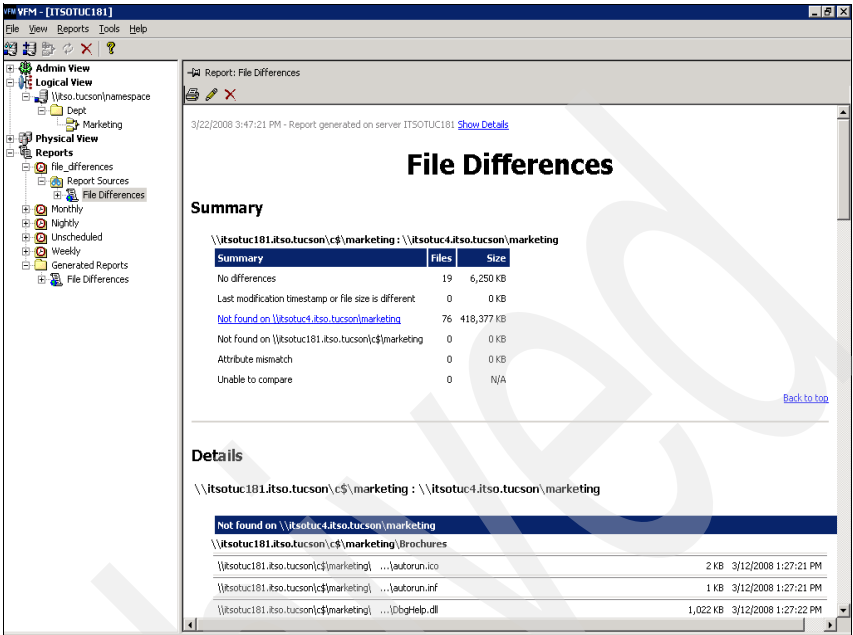 VFM VFM - [ITSOTUC181]
File View Reports Tools Help
Admin View
Logical View
\\itso.tucson\namespace
Dept
Marketing
Physical View
Reports
file_differences
Report Sources
File Differences
Monthly
Nightly
Unscheduled
Weekly
Generated Reports
File Differences
Report: File Differences
3/22/2008 3:47:21 PM - Report generated on server ITSOTUC181 Show Details
File Differences
Summary
\\itsotuc181.itso.tucson\c$\marketing : \\itsotuc4.itso.tucson\marketing
Summary Files Size
No differences 19 6,250 KB
Last modification timestamp or file size is different 0 0 KB
Not found on \\itsotuc4.itso.tucson\marketing 76 418,377 KB
Not found on \\itsotuc181.itso.tucson\c$\marketing 0 0 KB
Attribute mismatch 0 0 KB
Unable to compare 0 N/A
Back to top
Details
\\itsotuc181.itso.tucson\c$\marketing : \\itsotuc4.itso.tucson\marketing
Not found on \\itsotuc4.itso.tucson\marketing
\\itsotuc181.itso.tucson\c$\marketing\Brochures
\\itsotuc181.itso.tucson\c$\marketing\ ...\autorun.ico 2 KB 3/12/2008 1:27:21 PM
\\itsotuc181.itso.tucson\c$\marketing\ ...\autorun.inf 1 KB 3/12/2008 1:27:21 PM
\\itsotuc181.itso.tucson\c$\marketing\ ...\DbgHelp.dll 1,022 KB 3/12/2008 1:27:22 PM